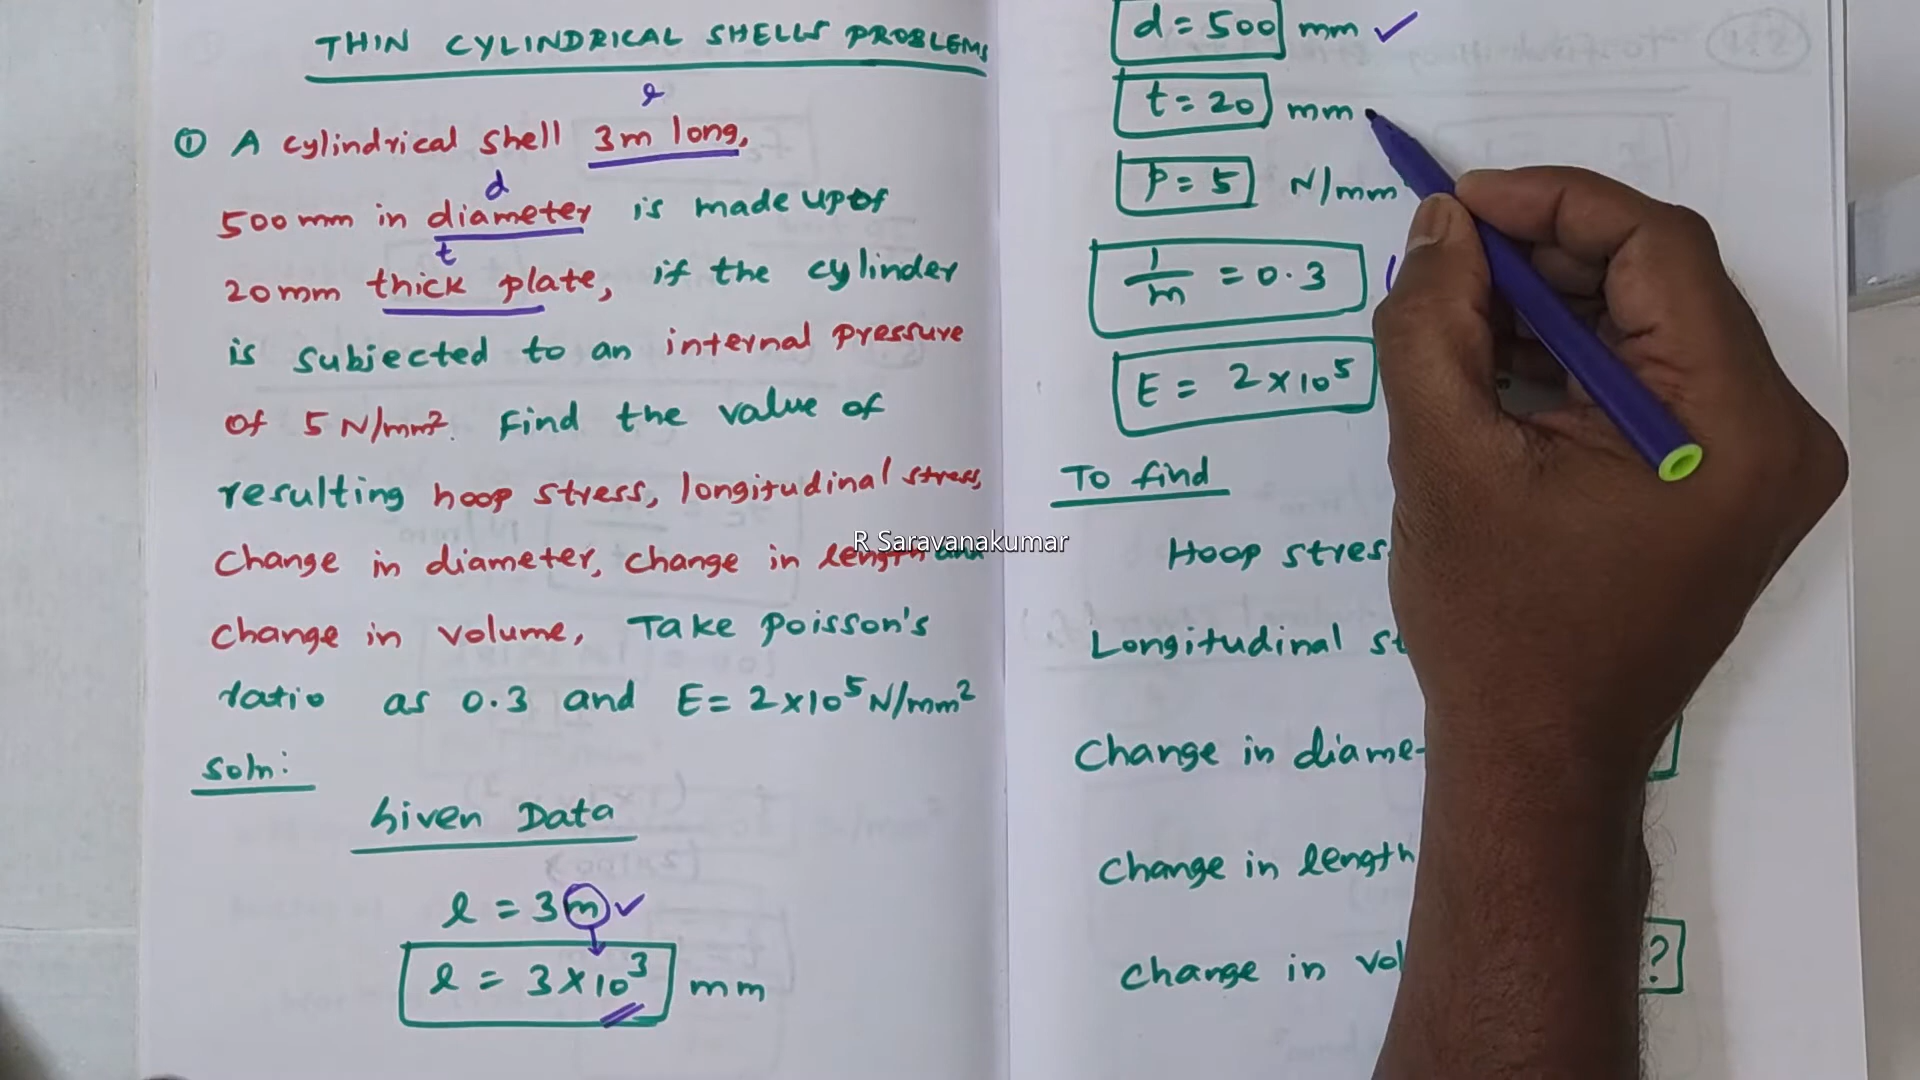 THIN CYLINDRICAL SHELLS PROBLEMS
l
① A cylindrical shell 3m long,
d
500 mm in diameter is made upof
t
20mm thick plate, if the cylinder
is subjected to an internal pressure
of 5 N/mm². Find the value of
resulting hoop stress, longitudinal stress,
change in diameter, change in length and
change in volume, Take poisson's
ratio as 0.3 and E= 2×10⁵ N/mm²
Soln:
Given Data
l = 3 m ✓
l = 3×10³ mm
d = 500 mm ✓
t = 20 mm
p = 5 N/mm
1/m = 0.3
E = 2×10⁵
To find
Hoop stres
Longitudinal st
Change in diame
change in length
change in vol ?
R Saravanakumar